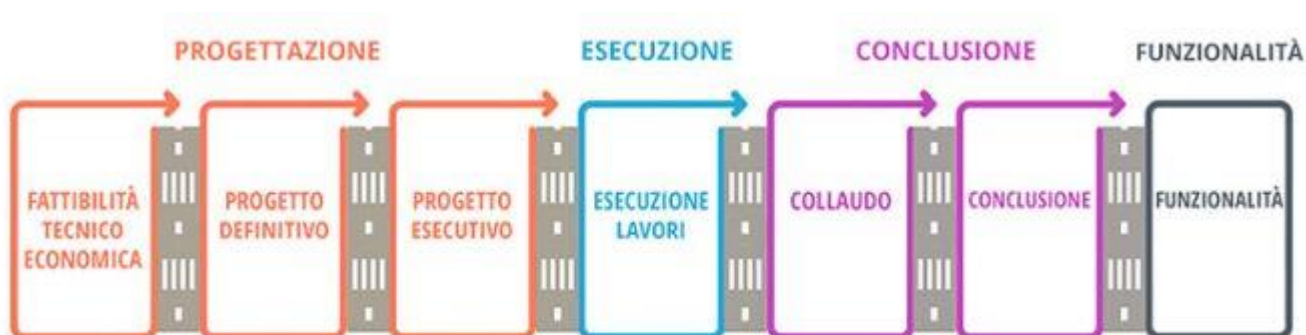 PROGETTAZIONE
ESECUZIONE
CONCLUSIONE
FUNZIONALITÀ
FATTIBILITÀ
TECNICO
ECONOMICA
PROGETTO
DEFINITIVO
PROGETTO
ESECUTIVO
ESECUZIONE
LAVORI
COLLAUDO
CONCLUSIONE
FUNZIONALITÀ